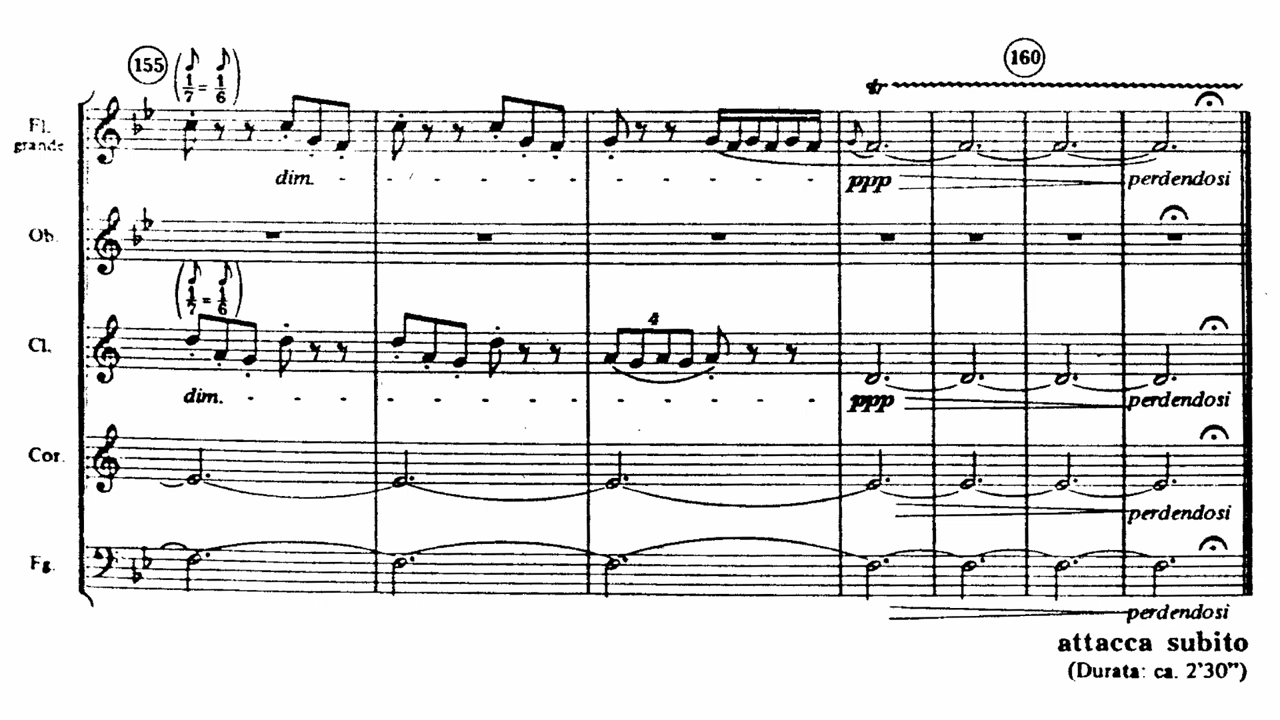 155 (♪ 1/7 = ♪ 1/6) 160
tr
Fl.
grande
dim. ppp perdendosi
Ob.
(♪ 1/7 = ♪ 1/6)
Cl.
4
dim. ppp perdendosi
Cor.
perdendosi
Fg.
perdendosi
attacca subito
(Durata: ca. 2'30”)